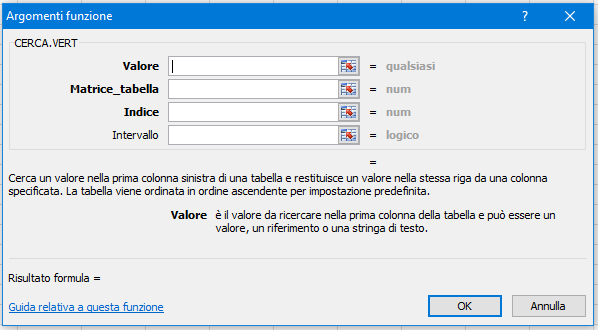 Argomenti funzione ?
CERCA.VERT
Valore = qualsiasi
Matrice_tabella = num
Indice = num
Intervallo = logico
=
Cerca un valore nella prima colonna sinistra di una tabella e restituisce un valore nella stessa riga da una colonna
specificata. La tabella viene ordinata in ordine ascendente per impostazione predefinita.
Valore è il valore da ricercare nella prima colonna della tabella e può essere un
valore, un riferimento o una stringa di testo.
Risultato formula =
Guida relativa a questa funzione OK Annulla